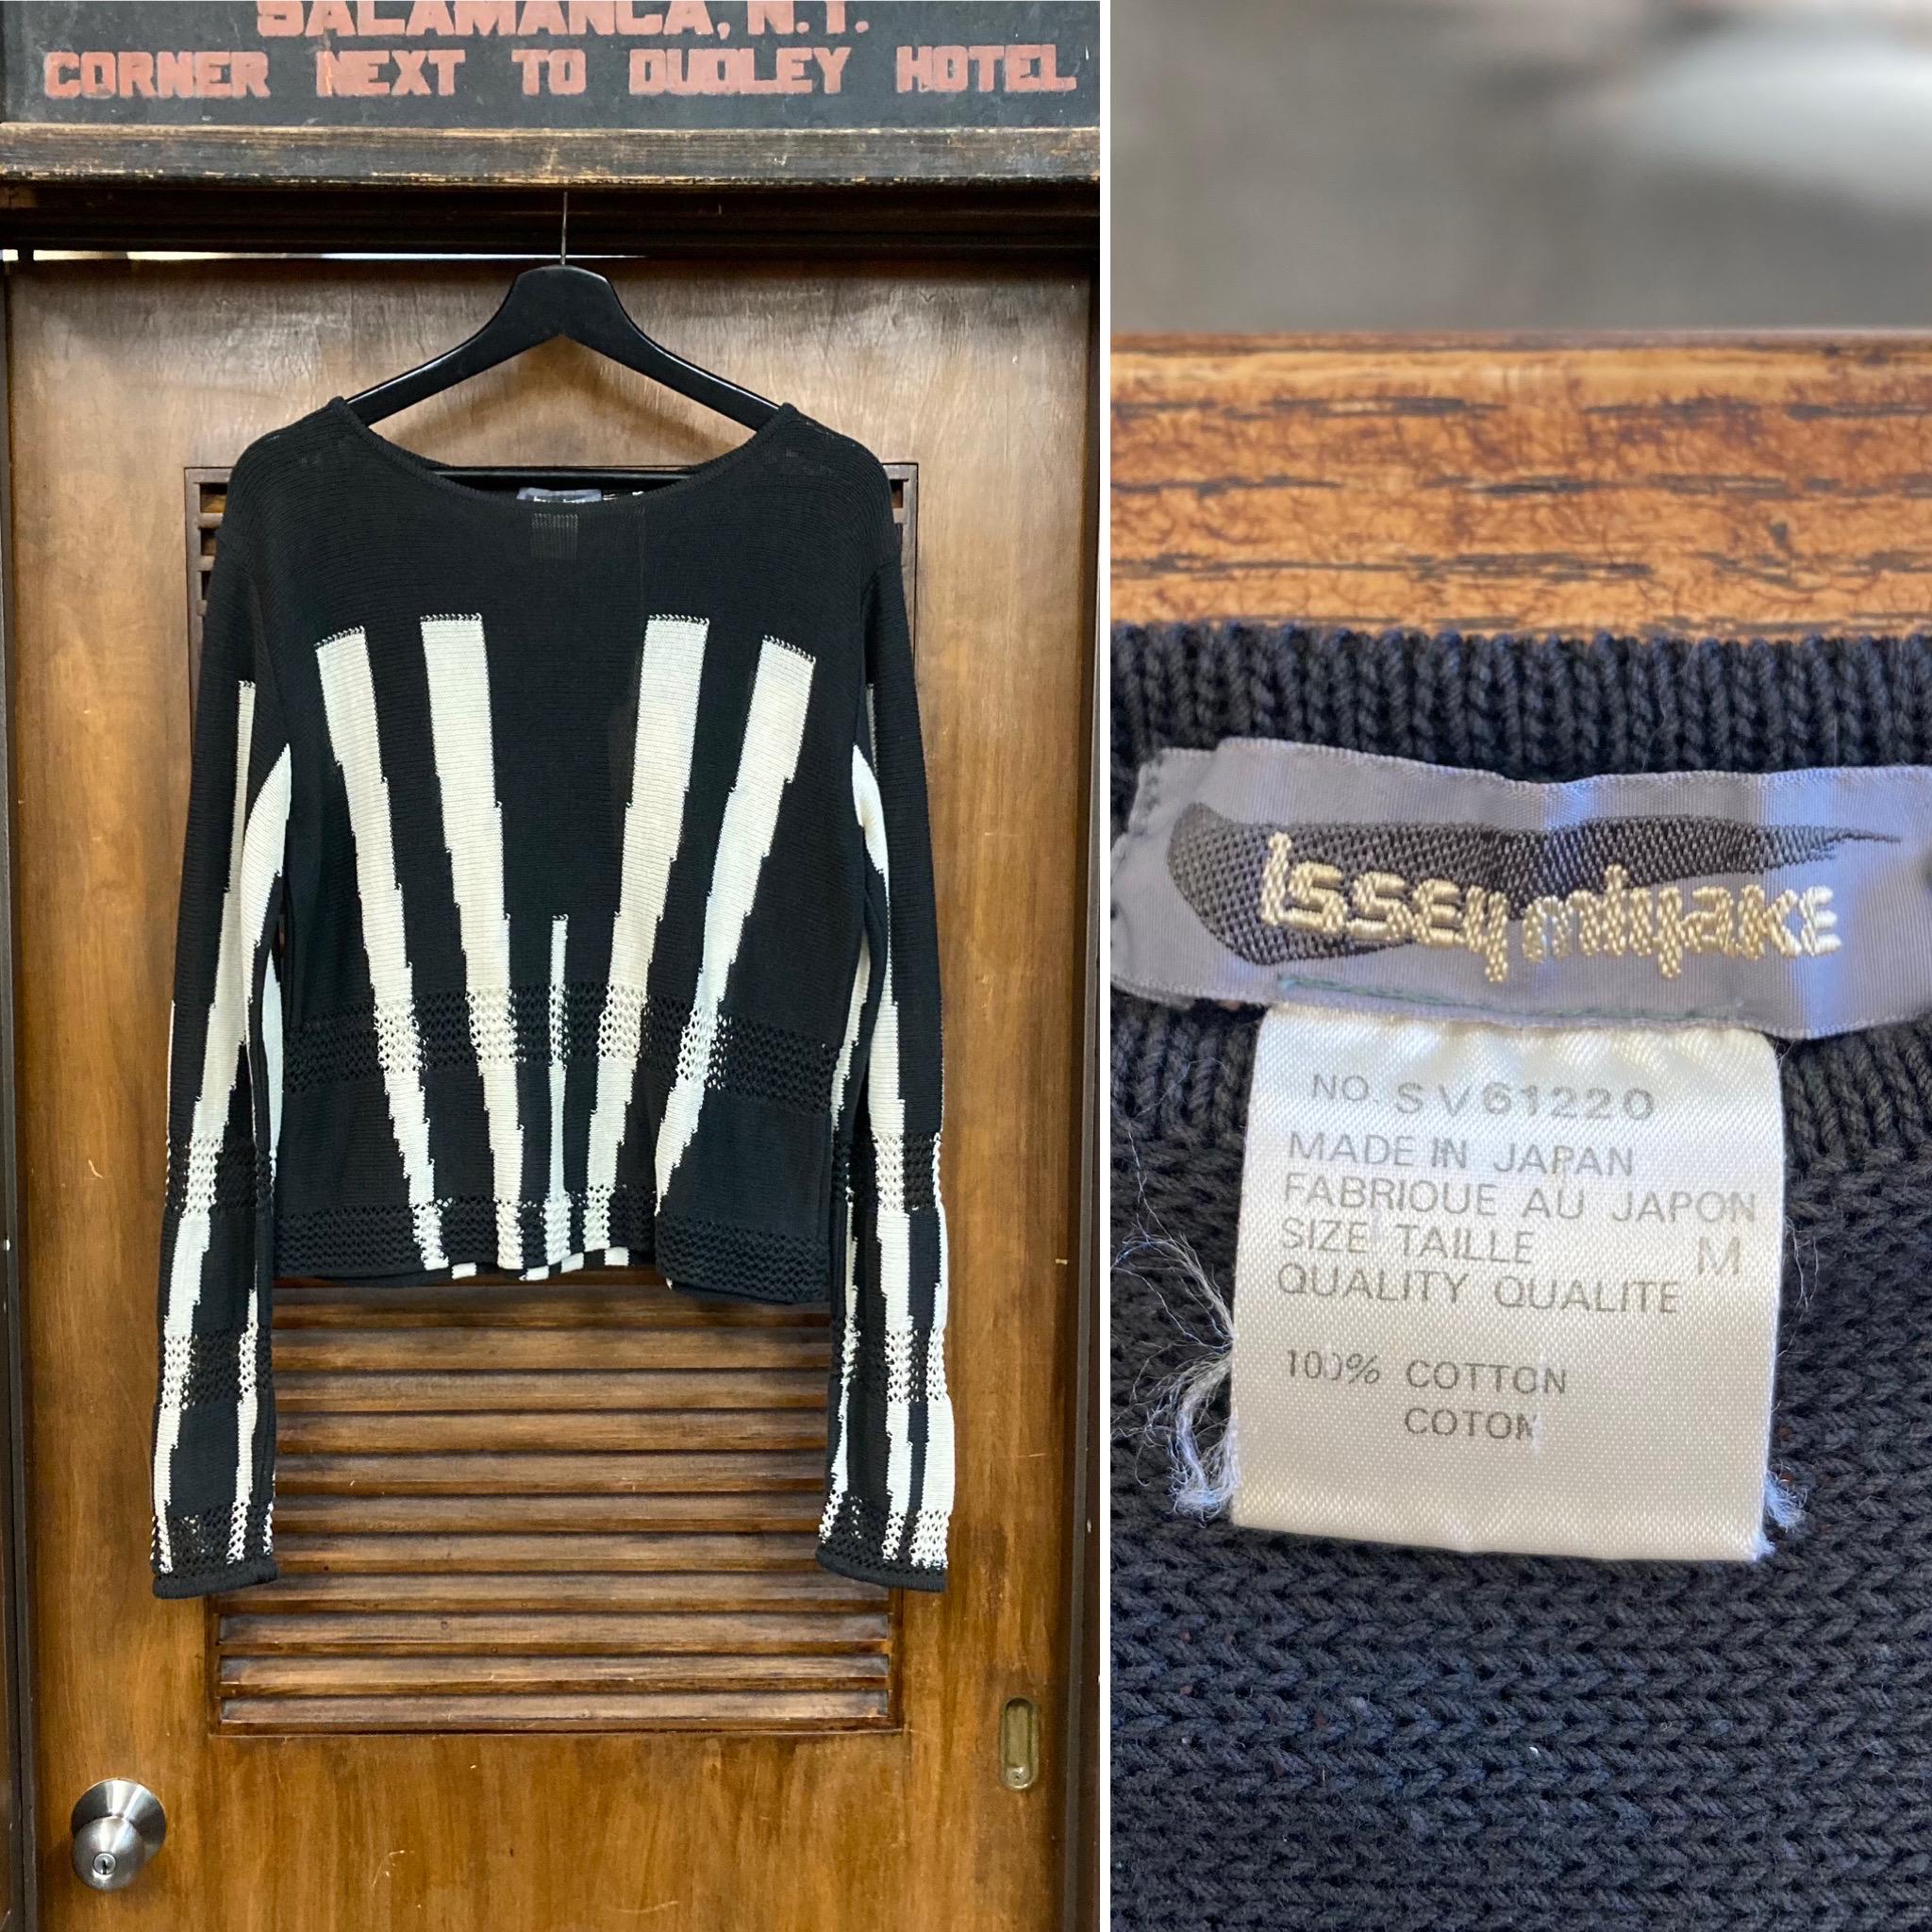 SALAMANCA, N.Y.
CORNER NEXT TO DUDLEY HOTEL
issey miyake
NO. SV61220
MADE IN JAPAN
FABRIQUE AU JAPON
SIZE TAILLE M
QUALITY QUALITE
100% COTTON
COTON